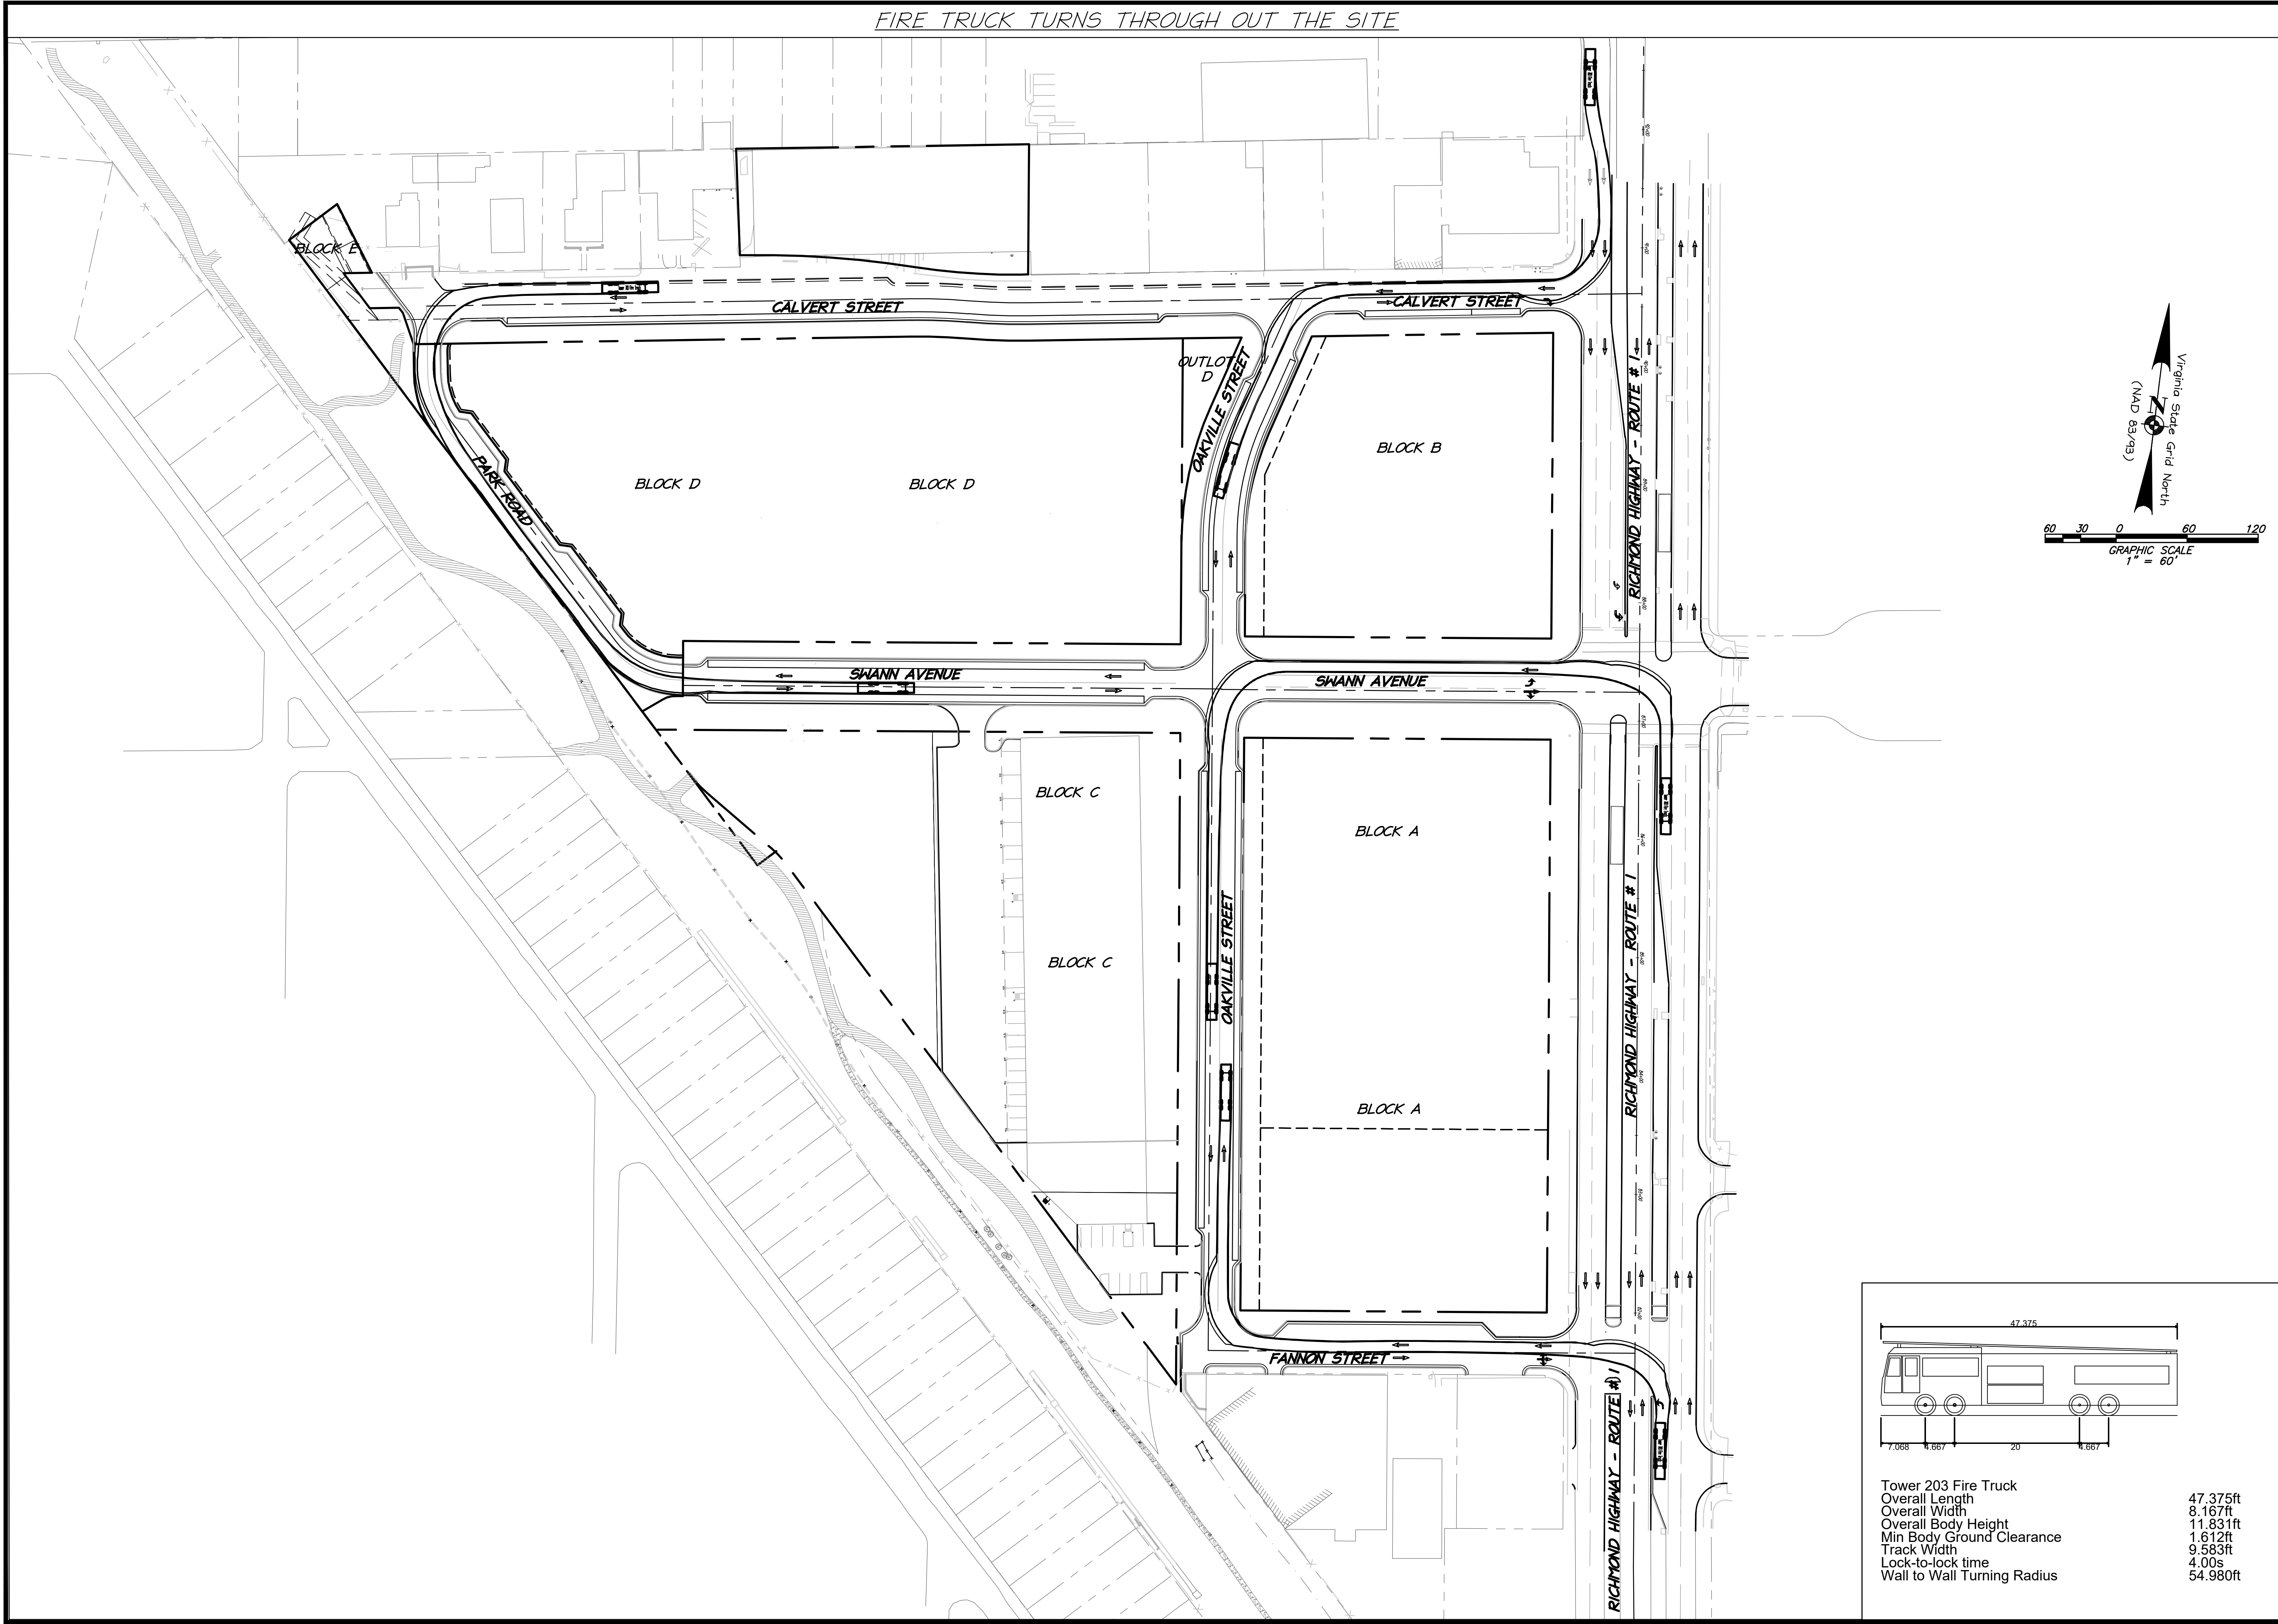 FIRE TRUCK TURNS THROUGH OUT THE SITE
BLOCK E
CALVERT STREET
CALVERT STREET
OUTLOT
D
OAKVILLE STREET
BLOCK B
RICHMOND HIGHWAY - ROUTE # 1
PARK ROAD
BLOCK D
BLOCK D
SWANN AVENUE
SWANN AVENUE
BLOCK C
BLOCK A
OAKVILLE STREET
BLOCK C
RICHMOND HIGHWAY - ROUTE # 1
BLOCK A
FANNON STREET
RICHMOND HIGHWAY - ROUTE # 1
Virginia State Grid North
(NAD 83/93)
N
60 30 0 60 120
GRAPHIC SCALE
1" = 60'
47.375
7.068 4.667 20 4.667
Tower 203 Fire Truck
Overall Length 47.375ft
Overall Width 8.167ft
Overall Body Height 11.831ft
Min Body Ground Clearance 1.612ft
Track Width 9.583ft
Lock-to-lock time 4.00s
Wall to Wall Turning Radius 54.980ft